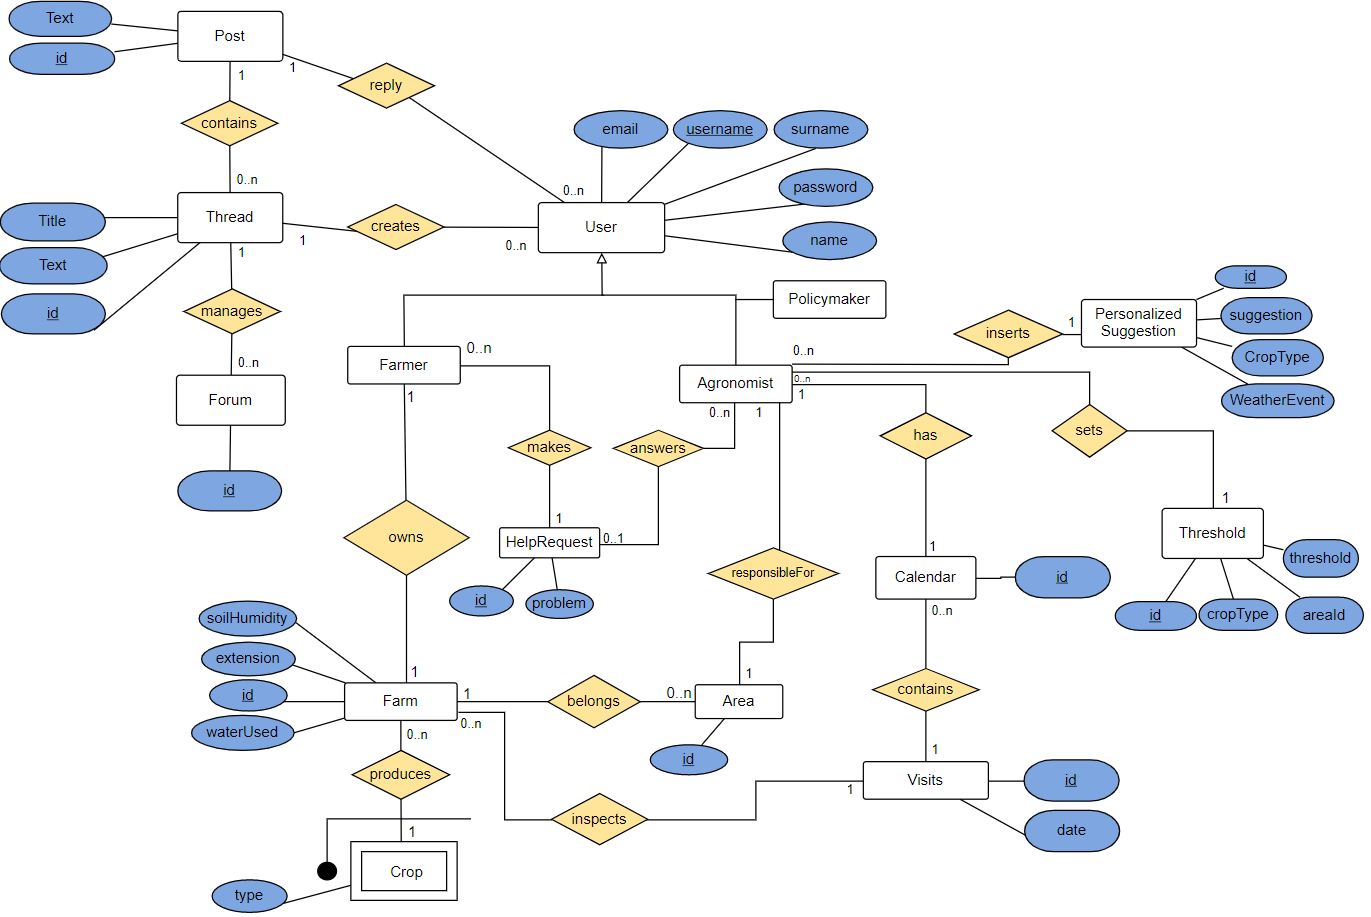 Text
Post
id
1
1
reply
contains
email
username
surname
0..n
0..n
password
Title
Thread
creates
User
name
1
0..n
1
Text
id
manages
Policymaker
id
Personalized
Suggestion
suggestion
1
inserts
0..n
0..n
0..n
CropType
Farmer
Agronomist
0..n
1
WeatherEvent
Forum
1
0..n
1
sets
has
makes
answers
id
1
owns
1
Threshold
HelpRequest
0..1
1
threshold
responsibleFor
Calendar
id
id
problem
0..n
id
cropType
areaId
soilHumidity
extension
1
1
id
Farm
1
belongs
0..n
Area
contains
0..n
waterUsed
0..n
1
id
produces
Visits
id
1
inspects
1
date
Crop
type